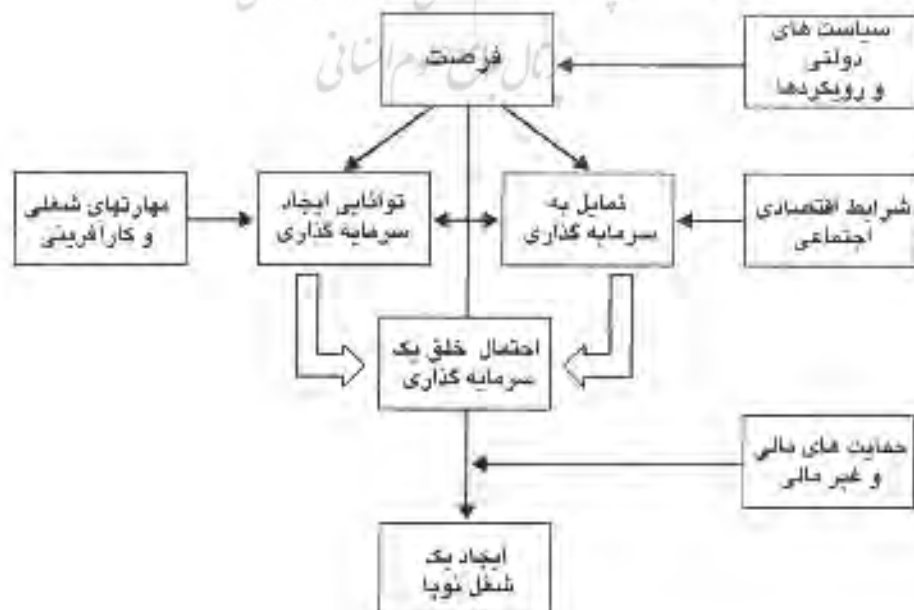 سیاست های
دولتی
و رویکردها
فرصت
شرایط اقتصادی
اجتماعی
تمایل به
سرمایه گذاری
توانایی ایجاد
سرمایه گذاری
مهارتهای شغلی
و کارآفرینی
احتمال خلق یک
سرمایه گذاری
حمایت های مالی
و غیر مالی
ایجاد یک
شغل نوپا